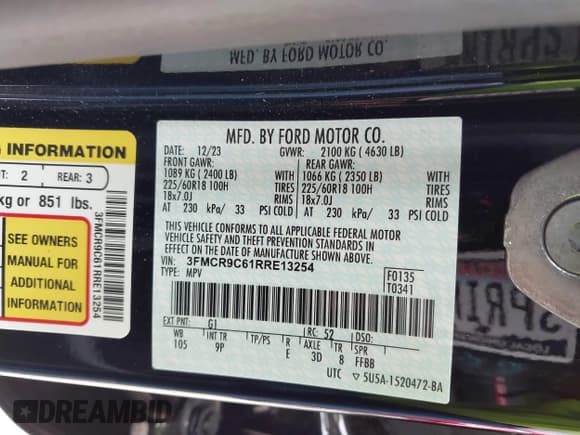 MFD. BY FORD MOTOR CO.
MFD. BY FORD MOTOR CO.
DATE: 12/23 GVWR: 2100 KG ( 4630 LB)
FRONT GAWR: REAR GAWR:
1089 KG ( 2400 LB) WITH 1066 KG ( 2350 LB) WITH
225/60R18 100H TIRES 225/60R18 100H TIRES
18x7.0J RIMS 18x7.0J RIMS
AT 230 kPa/ 33 PSI COLD AT 230 kPa/ 33 PSI COLD
THIS VEHICLE CONFORMS TO ALL APPLICABLE FEDERAL MOTOR
VEHICLE SAFETY AND THEFT PREVENTION STANDARDS IN
EFFECT ON THE DATE OF MANUFACTURE SHOWN ABOVE.
VIN: 3FMCR9C61RRE13254
TYPE: MPV
F0135
T0341
EXT PNT: G1 RC: 52 DSO:
WB INT TR TP/PS R AXLE TR SPR
105 9P E 3D 8 FFBB
UTC ▽ 5U5A-1520472-BA
INFORMATION
2 REAR: 3
kg or 851 lbs.
SEE OWNERS
MANUAL FOR
ADDITIONAL
INFORMATION
3FMCR9C61RRE13254
DREAMBID